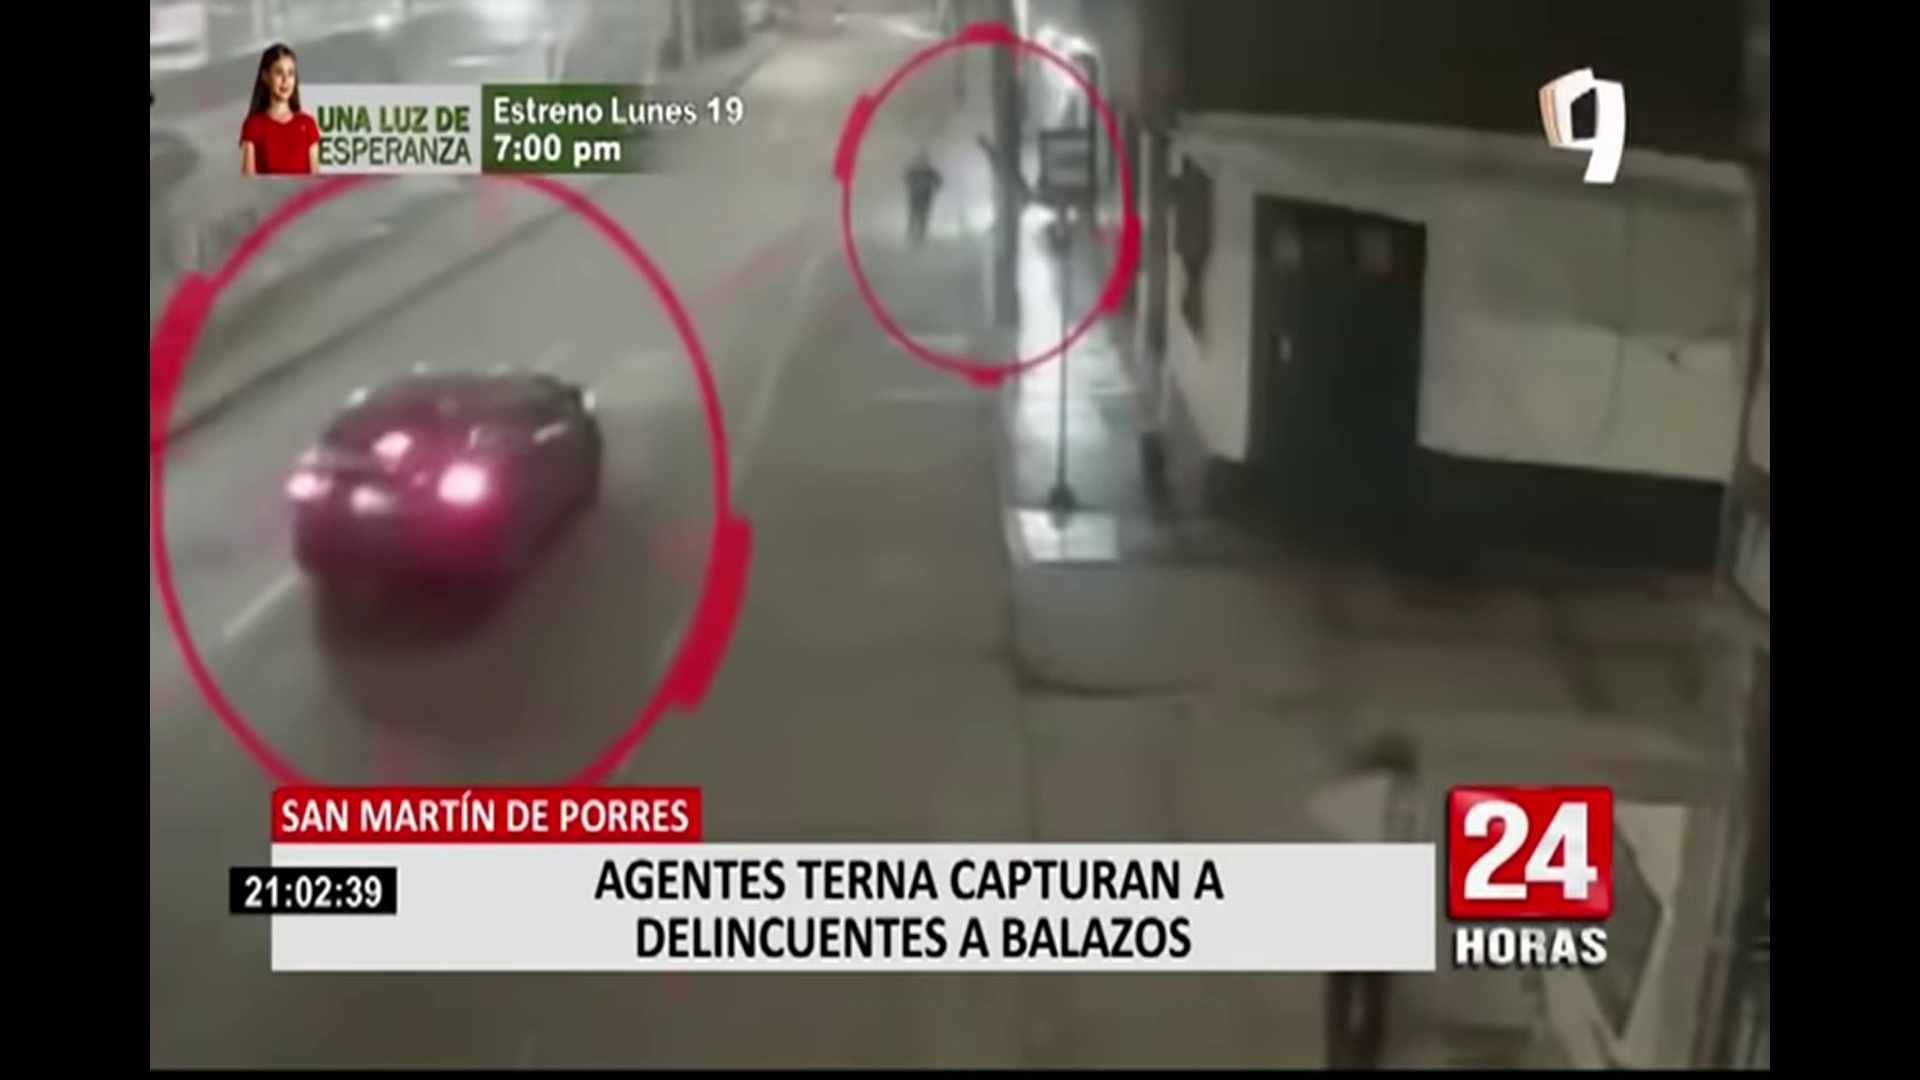 UNA LUZ DE
ESPERANZA
Estreno Lunes 19
7:00 pm
9
SAN MARTÍN DE PORRES
21:02:39
AGENTES TERNA CAPTURAN A
DELINCUENTES A BALAZOS
24
HORAS